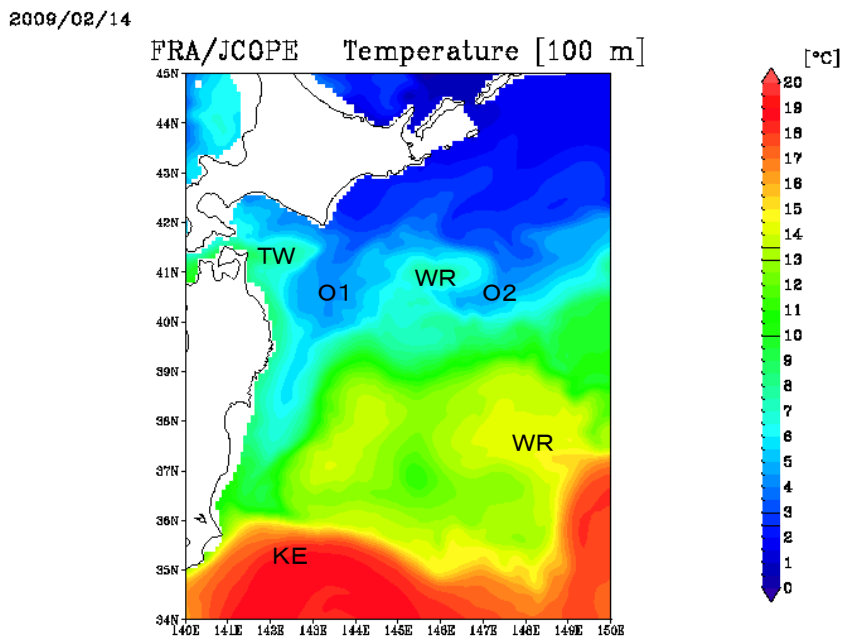 2009/02/14
FRA/JCOPE Temperature [100 m]
[°C]
45N
44N
43N
42N
41N
40N
39N
38N
37N
36N
35N
34N
TW
WR
O1
O2
WR
KE
140E 141E 142E 143E 144E 145E 146E 147E 148E 149E 150E
20
19
18
17
16
15
14
13
12
11
10
9
8
7
6
5
4
3
2
1
0